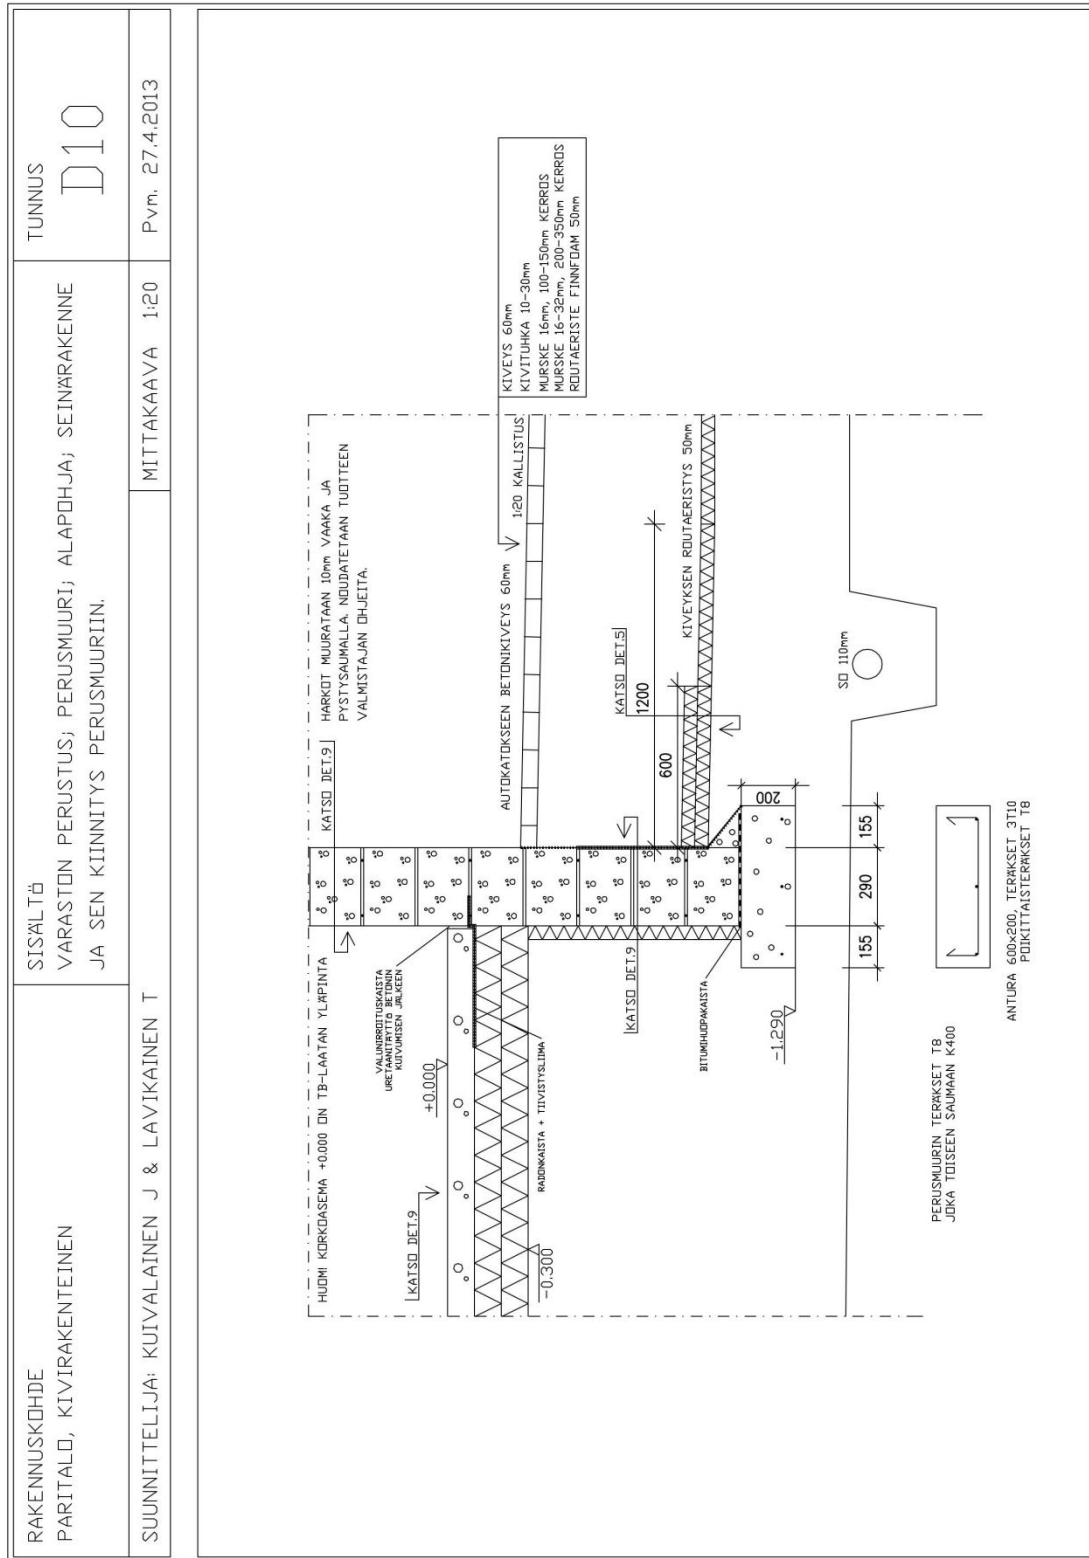 RAKENNUSKOHDE
PARITALO, KIVIRAKENTEINEN
SISÄLTÖ
VARASTON PERUSTUS; PERUSMUURI; ALAPOHJA; SEINÄRAKENNE
JA SEN KIINNITYS PERUSMUURIIN.
TUNNUS
D10
SUUNNITTELIJA: KUIVALAINEN J & LAVIKAINEN T
MITTAKAAVA 1:20
Pvm. 27.4.2013
HUOM! KORKOASEMA +0.000 ON TB-LAATAN YLÄPINTA
KATSO DET.9
HARKOT MUURATAAN 10mm VAAKA JA
PYSTYSAUMALLA. NOUDATETAAN TUOTTEEN
VALMISTAJAN OHJEITA.
VALUNIRROITUSKAISTA
URETAANITÄYTTÖ BETONIN
KUIVUMISEN JÄLKEEN
KATSO DET.9
+0.000
AUTOKATOKSEEN BETONIKIVEYS 60mm
1:20 KALLISTUS
KIVEYS 60mm
KIVITUHKA 10-30mm
MURSKE 16mm, 100-150mm KERROS
MURSKE 16-32mm, 200-350mm KERROS
ROUTAERISTE FINNFOAM 50mm
RADONKAISTA + TIIVISTYSLIIMA
-0.300
KATSO DET.9
KATSO DET.5
1200
600
KIVEYKSEN ROUTAERISTYS 50mm
BITUMIHUOPAKAISTA
200
-1.290
SO 110mm
155
290
155
PERUSMUURIN TERÄKSET T8
JOKA TOISEEN SAUMAAN K400
ANTURA 600x200, TERÄKSET 3T10
POIKITTAISTERÄKSET T8